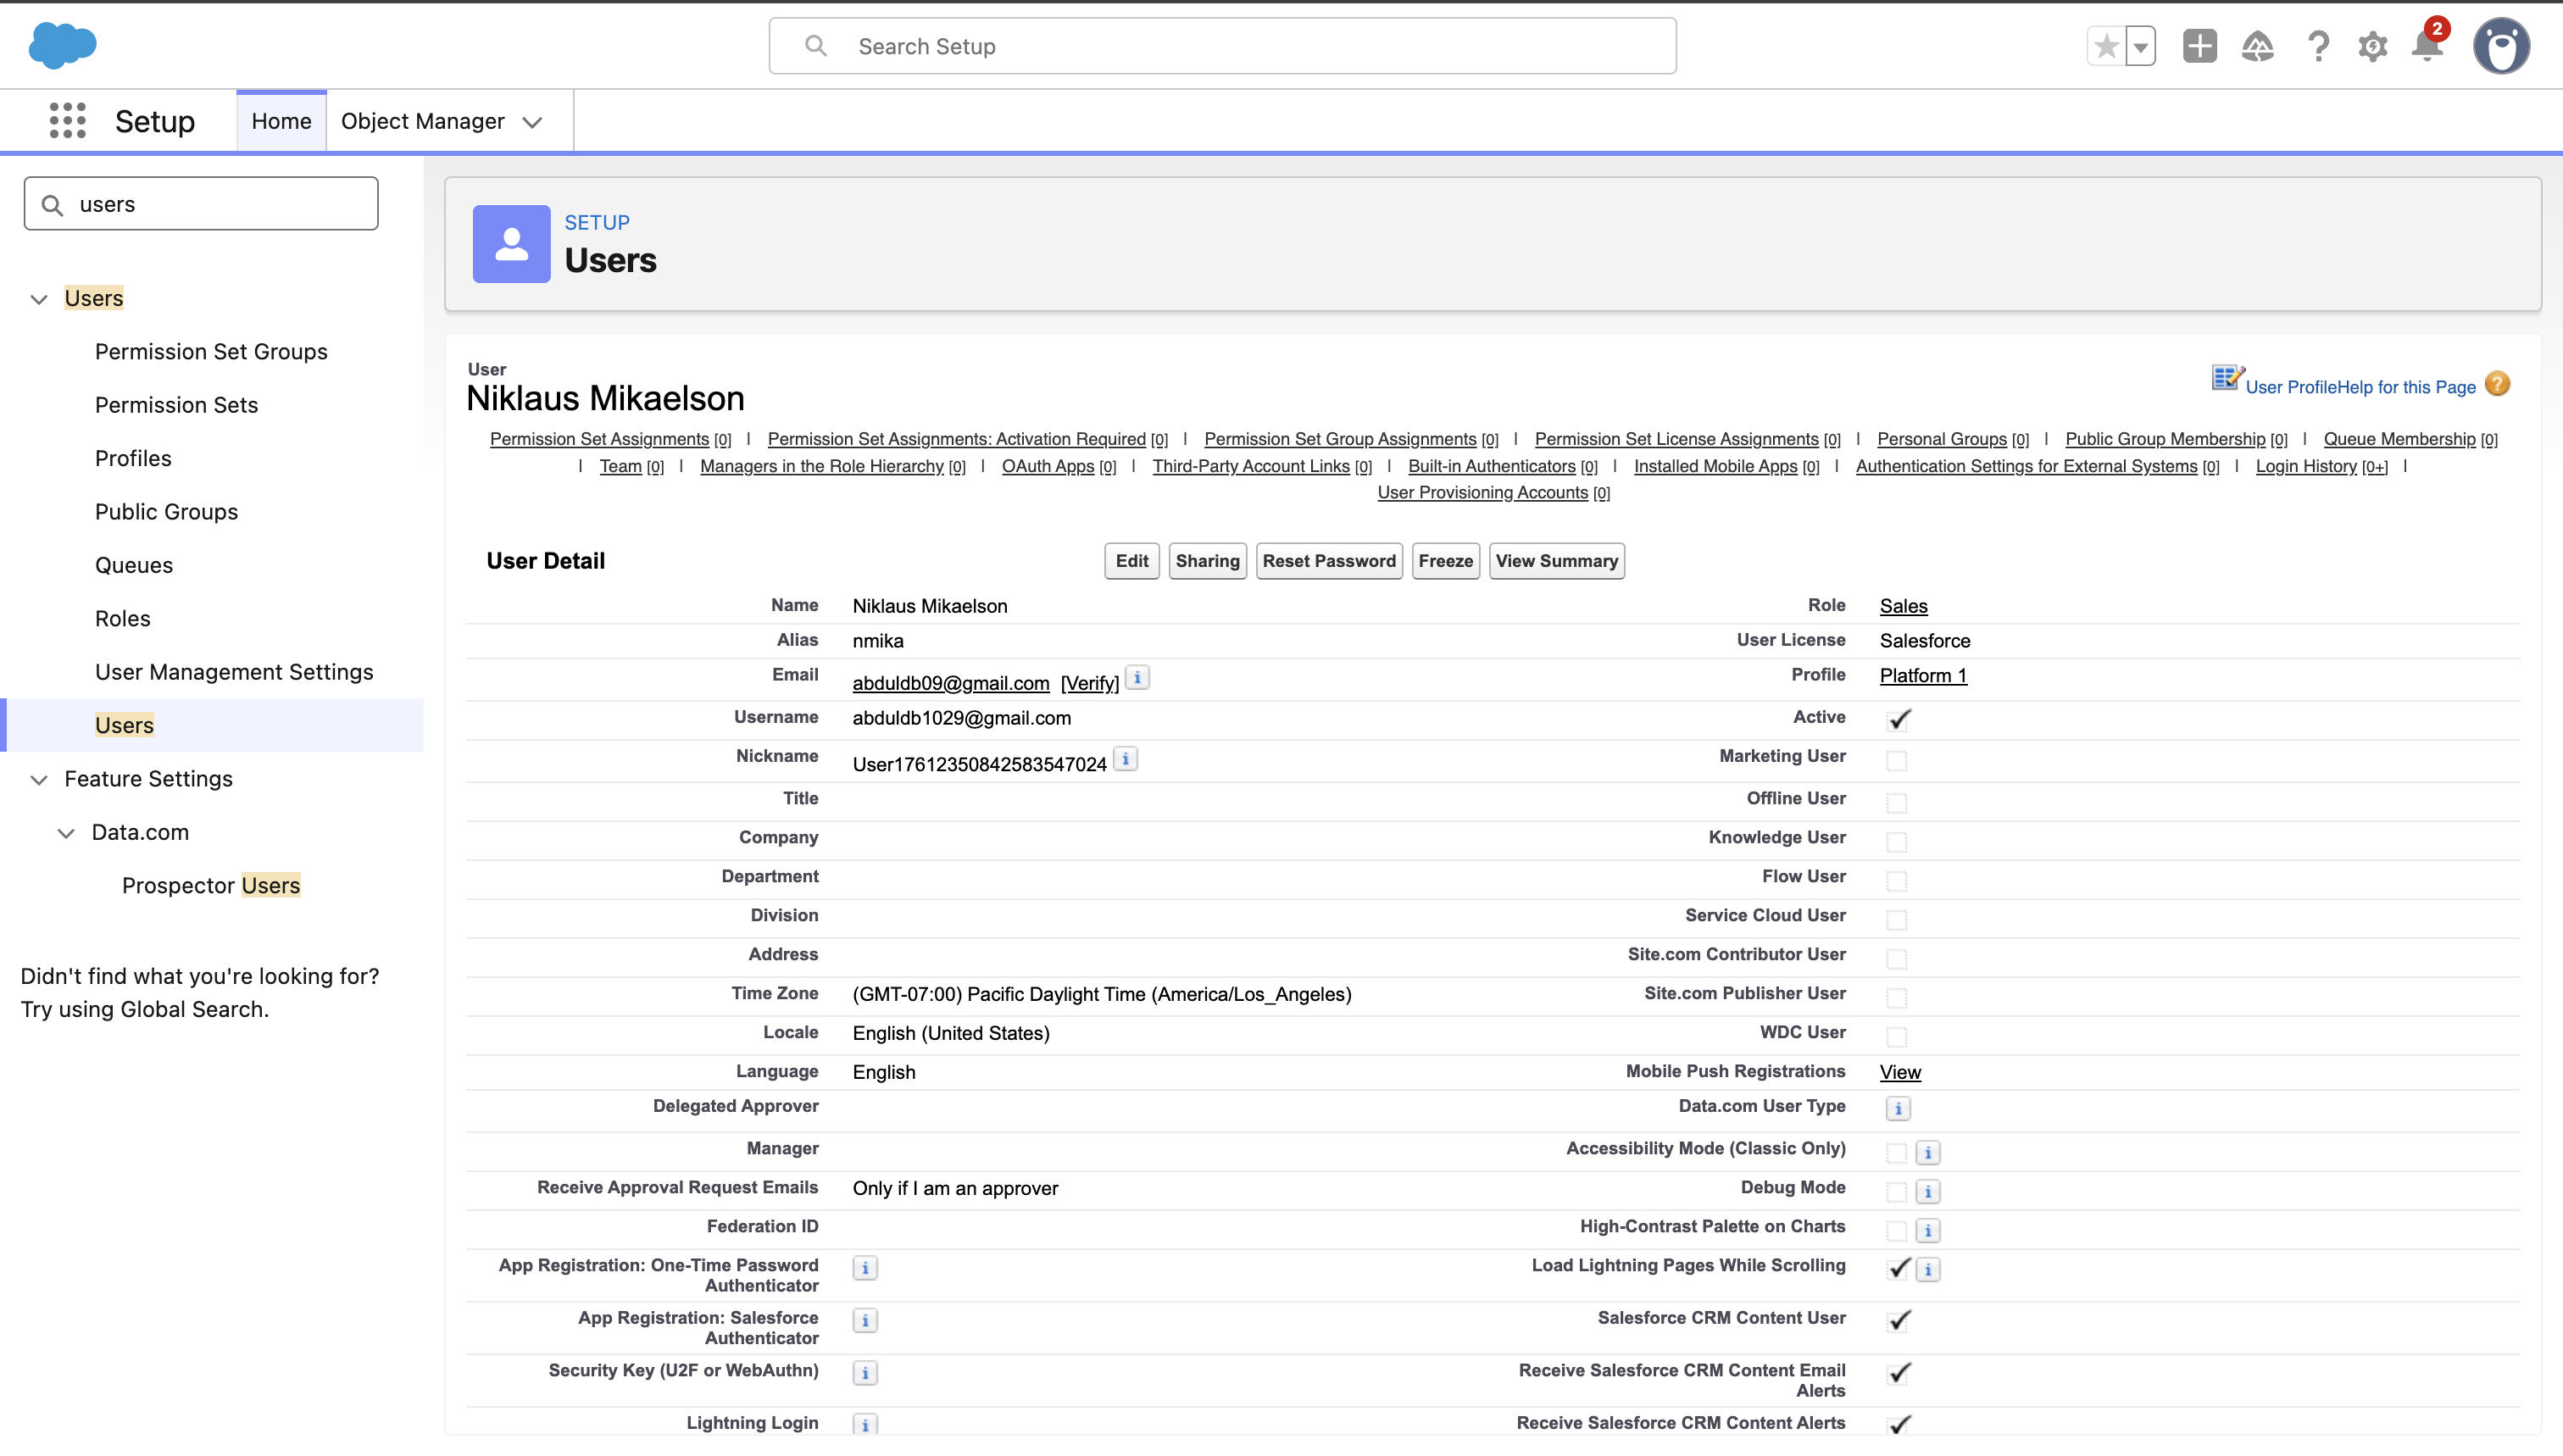 Search Setup
2
Setup
Home
Object Manager
users
Users
Permission Set Groups
Permission Sets
Profiles
Public Groups
Queues
Roles
User Management Settings
Users
Feature Settings
Data.com
Prospector Users
Didn't find what you're looking for?
Try using Global Search.
SETUP
Users
User
Niklaus Mikaelson
User Profile Help for this Page
Permission Set Assignments [0] | Permission Set Assignments: Activation Required [0] | Permission Set Group Assignments [0] | Permission Set License Assignments [0] | Personal Groups [0] | Public Group Membership [0] | Queue Membership [0]
| Team [0] | Managers in the Role Hierarchy [0] | OAuth Apps [0] | Third-Party Account Links [0] | Built-in Authenticators [0] | Installed Mobile Apps [0] | Authentication Settings for External Systems [0] | Login History [0+] |
User Provisioning Accounts [0]
User Detail
Edit Sharing Reset Password Freeze View Summary
Name Niklaus Mikaelson Role Sales
Alias nmika User License Salesforce
Email abduldb09@gmail.com [Verify] Profile Platform 1
Username abduldb1029@gmail.com Active
Nickname User17612350842583547024 Marketing User
Title Offline User
Company Knowledge User
Department Flow User
Division Service Cloud User
Address Site.com Contributor User
Time Zone (GMT-07:00) Pacific Daylight Time (America/Los_Angeles) Site.com Publisher User
Locale English (United States) WDC User
Language English Mobile Push Registrations View
Delegated Approver Data.com User Type
Manager Accessibility Mode (Classic Only)
Receive Approval Request Emails Only if I am an approver Debug Mode
Federation ID High-Contrast Palette on Charts
App Registration: One-Time Password Load Lightning Pages While Scrolling
Authenticator
App Registration: Salesforce Salesforce CRM Content User
Authenticator
Security Key (U2F or WebAuthn) Receive Salesforce CRM Content Email
Alerts
Lightning Login Receive Salesforce CRM Content Alerts